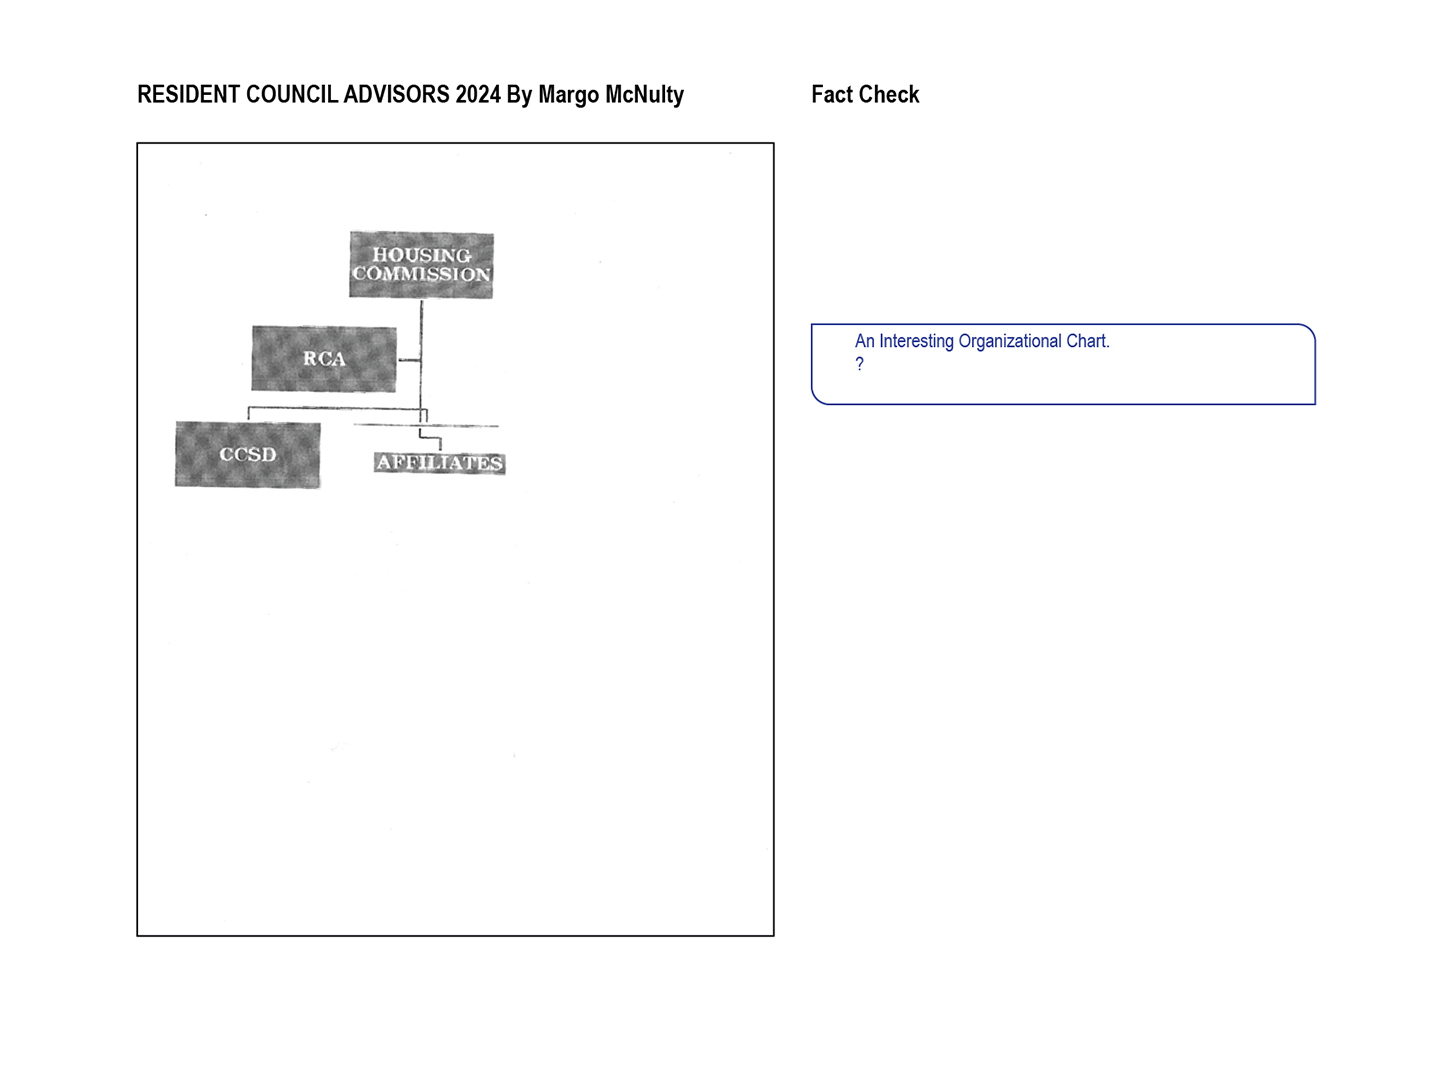 RESIDENT COUNCIL ADVISORS 2024 By Margo McNulty
Fact Check
HOUSING
COMMISSION
RCA
CCSD
AFFILIATES
An Interesting Organizational Chart.
?